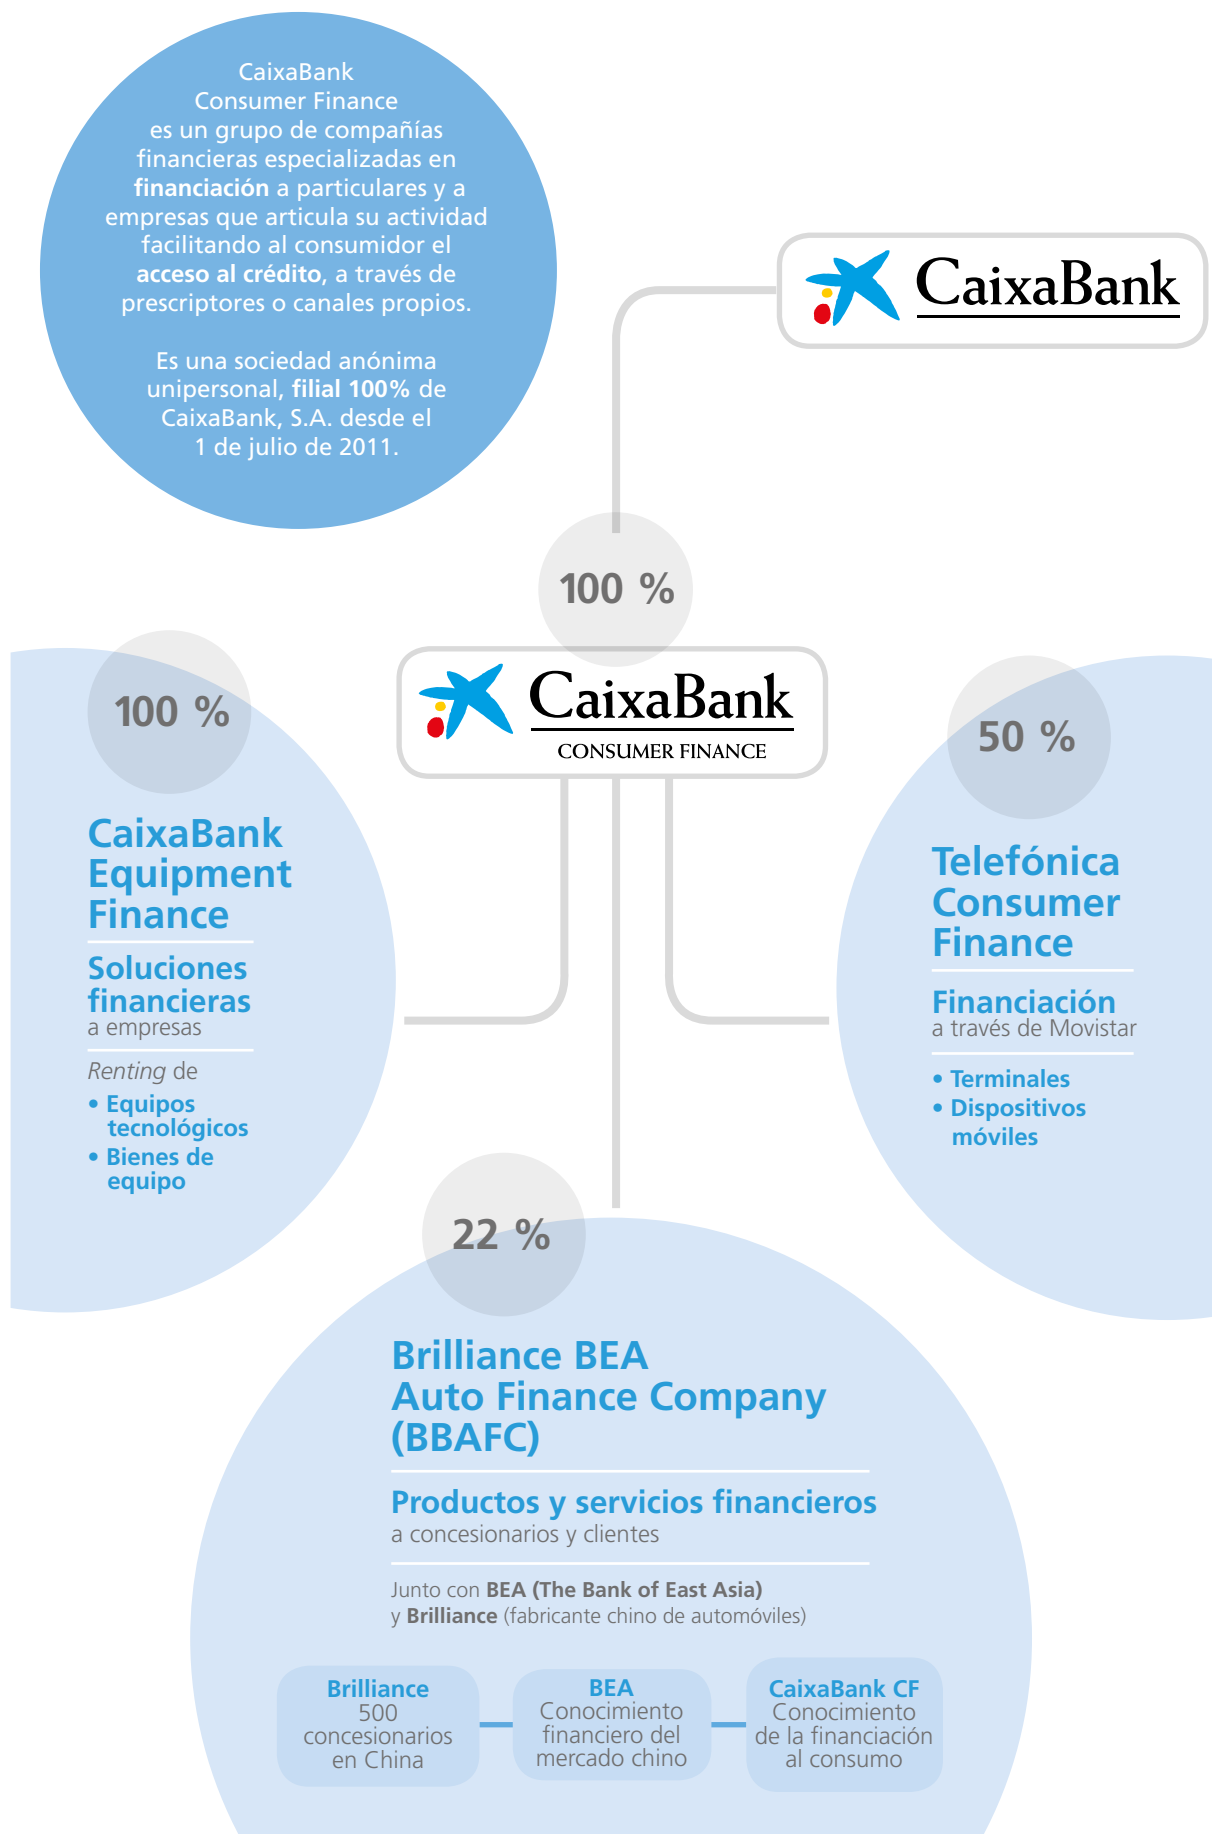 CaixaBank
Consumer Finance
es un grupo de compañías
financieras especializadas en
financiación a particulares y a
empresas que articula su actividad
facilitando al consumidor el
acceso al crédito, a través de
prescriptores o canales propios.
Es una sociedad anónima
unipersonal, filial 100% de
CaixaBank, S.A. desde el
1 de julio de 2011.
CaixaBank
100 %
CaixaBank
CONSUMER FINANCE
100 %
CaixaBank
Equipment
Finance
Soluciones
financieras
a empresas
Renting de
• Equipos
tecnológicos
• Bienes de
equipo
50 %
Telefónica
Consumer
Finance
Financiación
a través de Movistar
• Terminales
• Dispositivos
móviles
22 %
Brilliance BEA
Auto Finance Company
(BBAFC)
Productos y servicios financieros
a concesionarios y clientes
Junto con BEA (The Bank of East Asia)
y Brilliance (fabricante chino de automóviles)
Brilliance
500
concesionarios
en China
BEA
Conocimiento
financiero del
mercado chino
CaixaBank CF
Conocimiento
de la financiación
al consumo